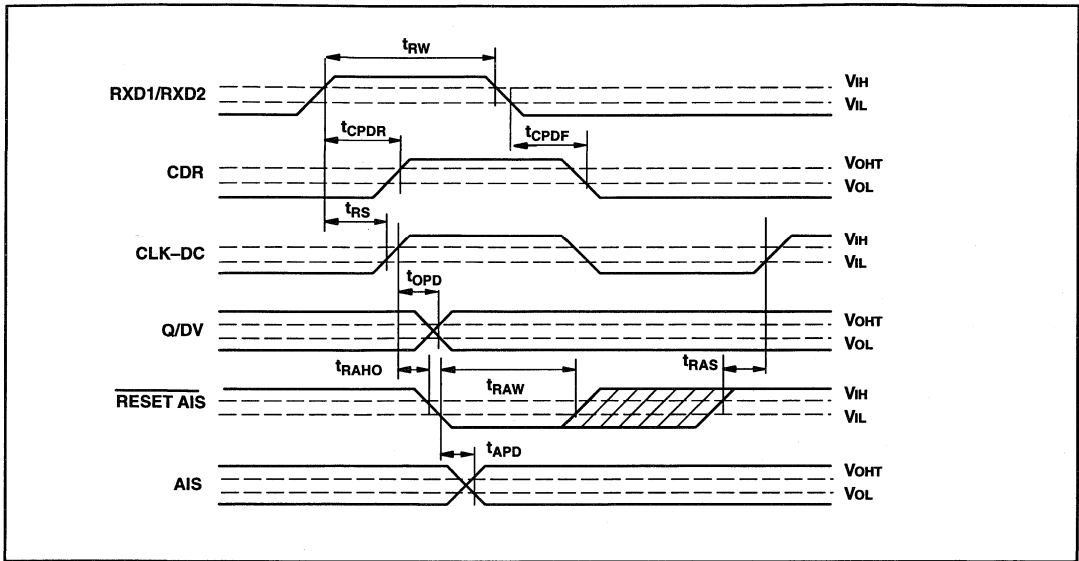 tRW
RXD1/RXD2
VIH
VIL
tCPDR
tCPDF
CDR
VOHT
VOL
tRS
CLK–DC
VIH
VIL
tOPD
Q/DV
VOHT
VOL
tRAHO
tRAW
tRAS
RESET AIS
VIH
VIL
tAPD
AIS
VOHT
VOL